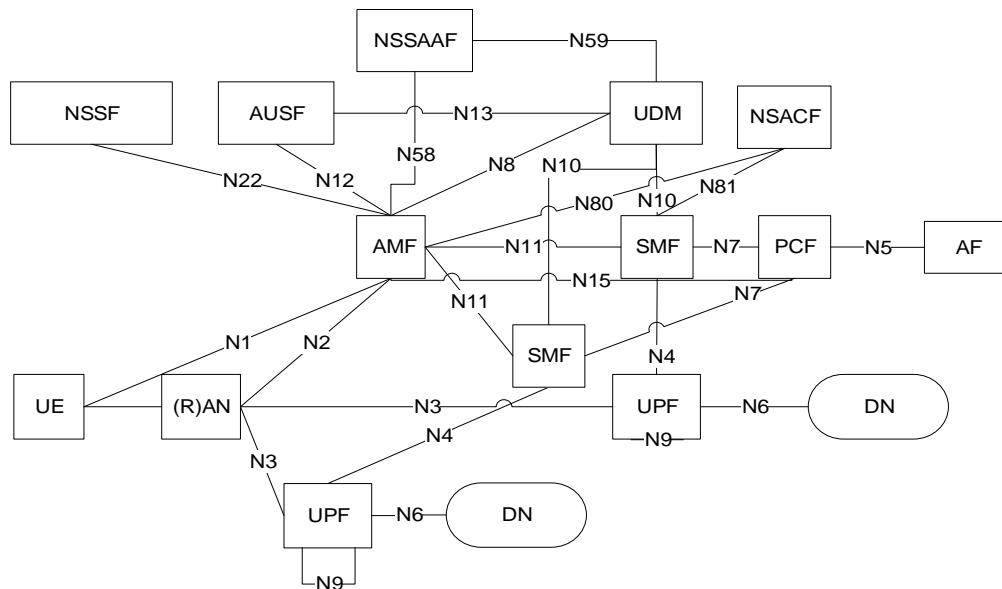 NSSAAF
N59
NSSF
AUSF
N13
UDM
NSACF
N58
N8
N10
N22
N12
N81
N80
N10
AMF
N11
SMF
N7
PCF
N5
AF
N15
N11
N7
N1
N2
SMF
N4
UE
(R)AN
N3
UPF
N6
DN
N4
N9
N3
UPF
N6
DN
N9